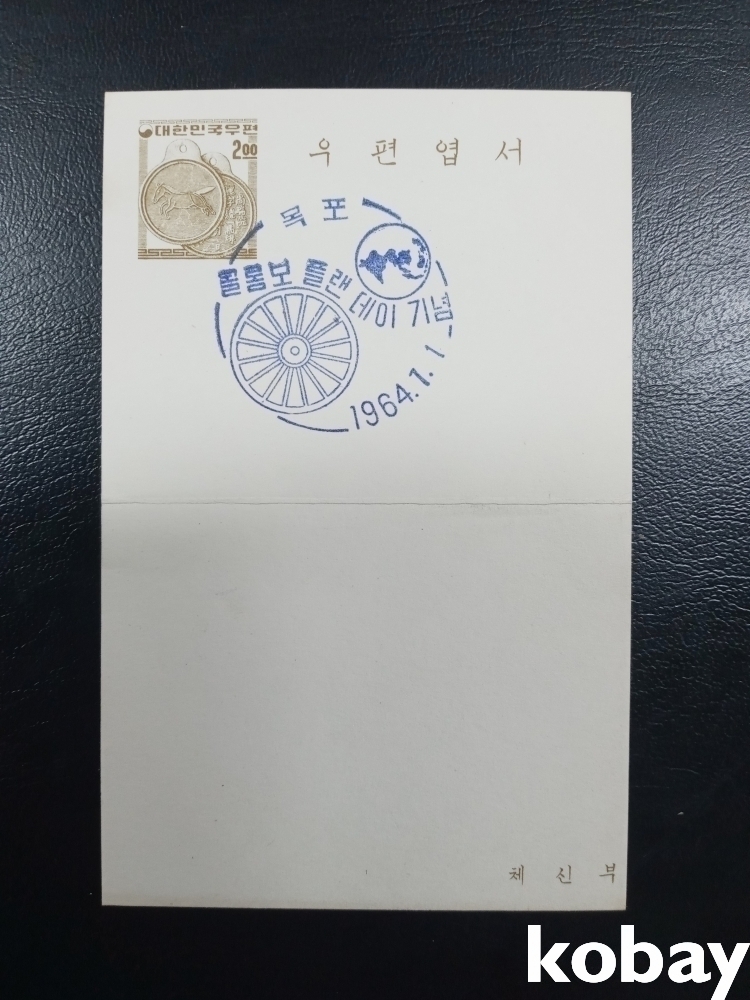 대한민국우편
2.00
우편엽서
목포
콜롬보 플랜 데이 기념
1964.7.1
체신부
kobay